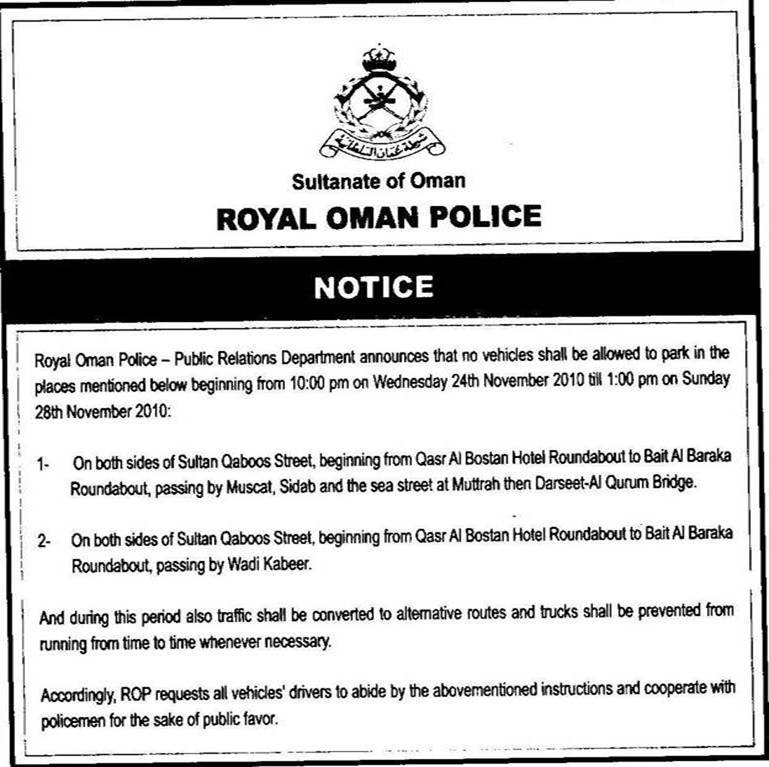 شرطة عمان السلطانية
Sultanate of Oman
ROYAL OMAN POLICE
NOTICE
Royal Oman Police – Public Relations Department announces that no vehicles shall be allowed to park in the
places mentioned below beginning from 10:00 pm on Wednesday 24th November 2010 till 1:00 pm on Sunday
28th November 2010:
1- On both sides of Sultan Qaboos Street, beginning from Qasr Al Bostan Hotel Roundabout to Bait Al Baraka
Roundabout, passing by Muscat, Sidab and the sea street at Muttrah then Darseet-Al Qurum Bridge.
2- On both sides of Sultan Qaboos Street, beginning from Qasr Al Bostan Hotel Roundabout to Bait Al Baraka
Roundabout, passing by Wadi Kabeer.
And during this period also traffic shall be converted to alternative routes and trucks shall be prevented from
running from time to time whenever necessary.
Accordingly, ROP requests all vehicles' drivers to abide by the abovementioned instructions and cooperate with
policemen for the sake of public favor.